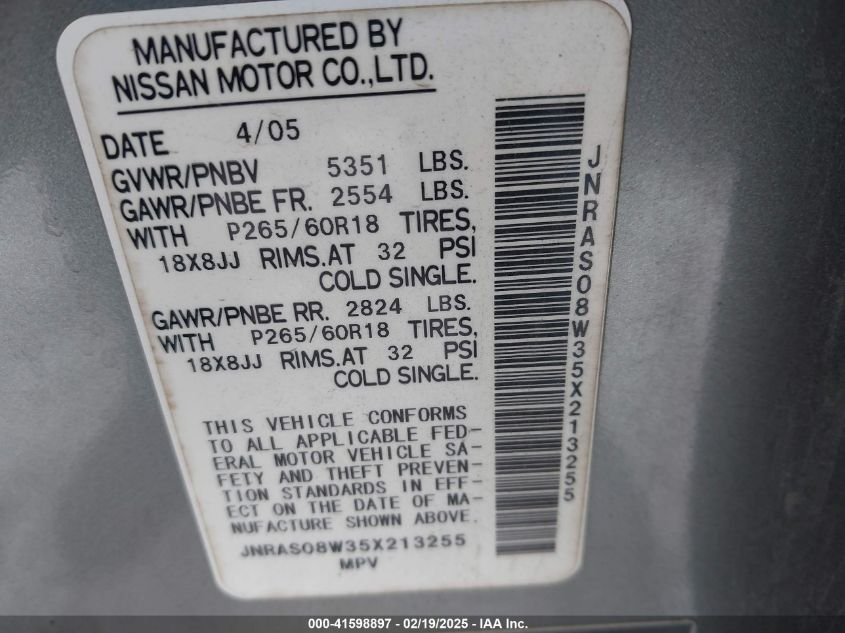 MANUFACTURED BY
NISSAN MOTOR CO.,LTD.
DATE 4/05
GVWR/PNBV 5351 LBS.
GAWR/PNBE FR. 2554 LBS.
WITH P265/60R18 TIRES,
18X8JJ RIMS.AT 32 PSI
COLD SINGLE.
GAWR/PNBE RR. 2824 LBS.
WITH P265/60R18 TIRES,
18X8JJ RIMS.AT 32 PSI
COLD SINGLE.
THIS VEHICLE CONFORMS
TO ALL APPLICABLE FED-
ERAL MOTOR VEHICLE SA-
FETY AND THEFT PREVEN-
TION STANDARDS IN EFF-
ECT ON THE DATE OF MA-
NUFACTURE SHOWN ABOVE.
JNRAS08W35X213255
MPV
JNRAS08W35X213255
000-41598897 - 02/19/2025 - IAA Inc.